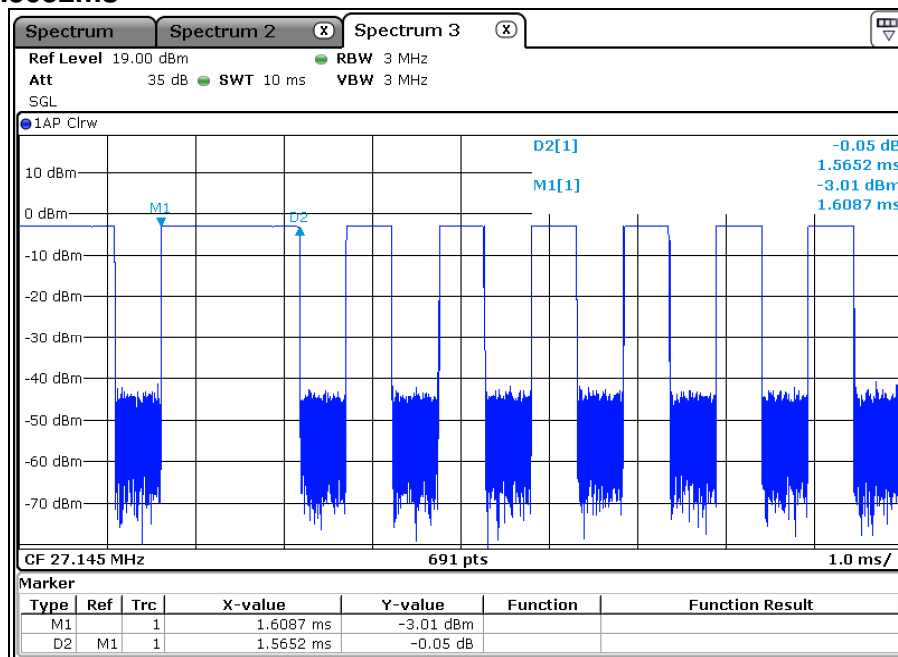 Spectrum Spectrum 2 X Spectrum 3 X
Ref Level 19.00 dBm RBW 3 MHz
Att 35 dB SWT 10 ms VBW 3 MHz
SGL
1AP Clrw
D2[1] -0.05 dB
1.5652 ms
M1[1] -3.01 dBm
1.6087 ms
10 dBm
0 dBm
M1
D2
-10 dBm
-20 dBm
-30 dBm
-40 dBm
-50 dBm
-60 dBm
-70 dBm
CF 27.145 MHz 691 pts 1.0 ms/
Marker
Type Ref Trc X-value Y-value Function Function Result
M1 1 1.6087 ms -3.01 dBm
D2 M1 1 1.5652 ms -0.05 dB